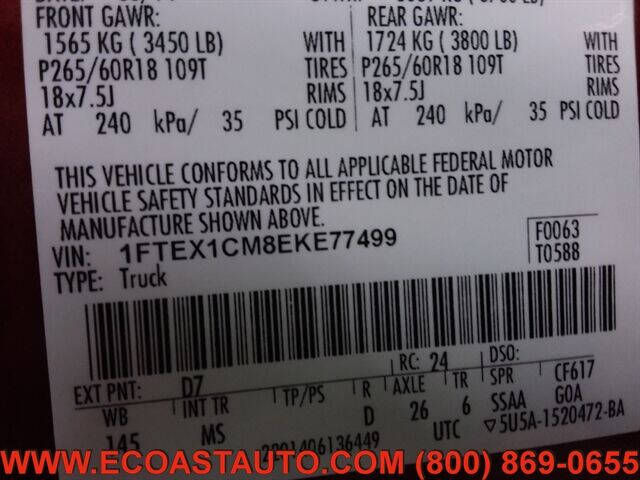 FRONT GAWR:
1565 KG ( 3450 LB) WITH
P265/60R18 109T TIRES
18x7.5J RIMS
AT 240 kPa/ 35 PSI COLD
REAR GAWR:
1724 KG ( 3800 LB) WITH
P265/60R18 109T TIRES
18x7.5J RIMS
AT 240 kPa/ 35 PSI COLD
THIS VEHICLE CONFORMS TO ALL APPLICABLE FEDERAL MOTOR
VEHICLE SAFETY STANDARDS IN EFFECT ON THE DATE OF
MANUFACTURE SHOWN ABOVE.
VIN: 1FTEX1CM8EKE77499
TYPE: Truck
F0063
T0588
EXT PNT: D7 RC: 24 DSO:
WB INT TR TP/PS R AXLE TR SPR CF617
145 MS D 26 6 SSAA GOA
2201406136449 UTC ▽5U5A-1520472-BA
WWW.ECOASTAUTO.COM (800) 869-0655